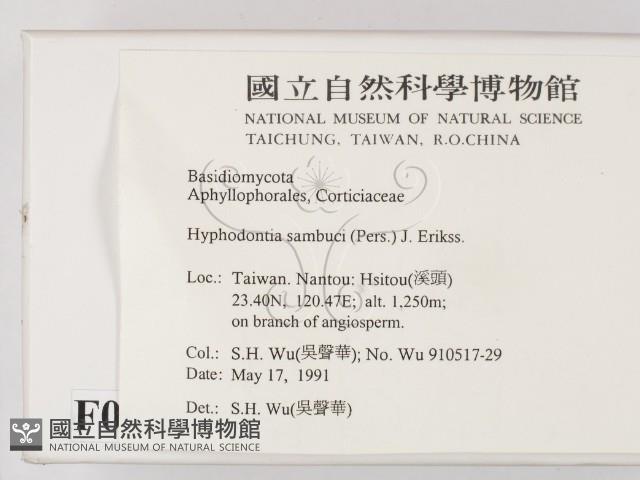 國立自然科學博物館
NATIONAL MUSEUM OF NATURAL SCIENCE
TAICHUNG, TAIWAN, R.O.CHINA
Basidiomycota
Aphyllophorales, Corticiaceae
Hyphodontia sambuci (Pers.) J. Erikss.
Loc.: Taiwan. Nantou: Hsitou(溪頭)
23.40N, 120.47E; alt. 1,250m;
on branch of angiosperm.
Col.: S.H. Wu(吳聲華); No. Wu 910517-29
Date: May 17, 1991
Det.: S.H. Wu(吳聲華)
F0
國立自然科學博物館
NATIONAL MUSEUM OF NATURAL SCIENCE